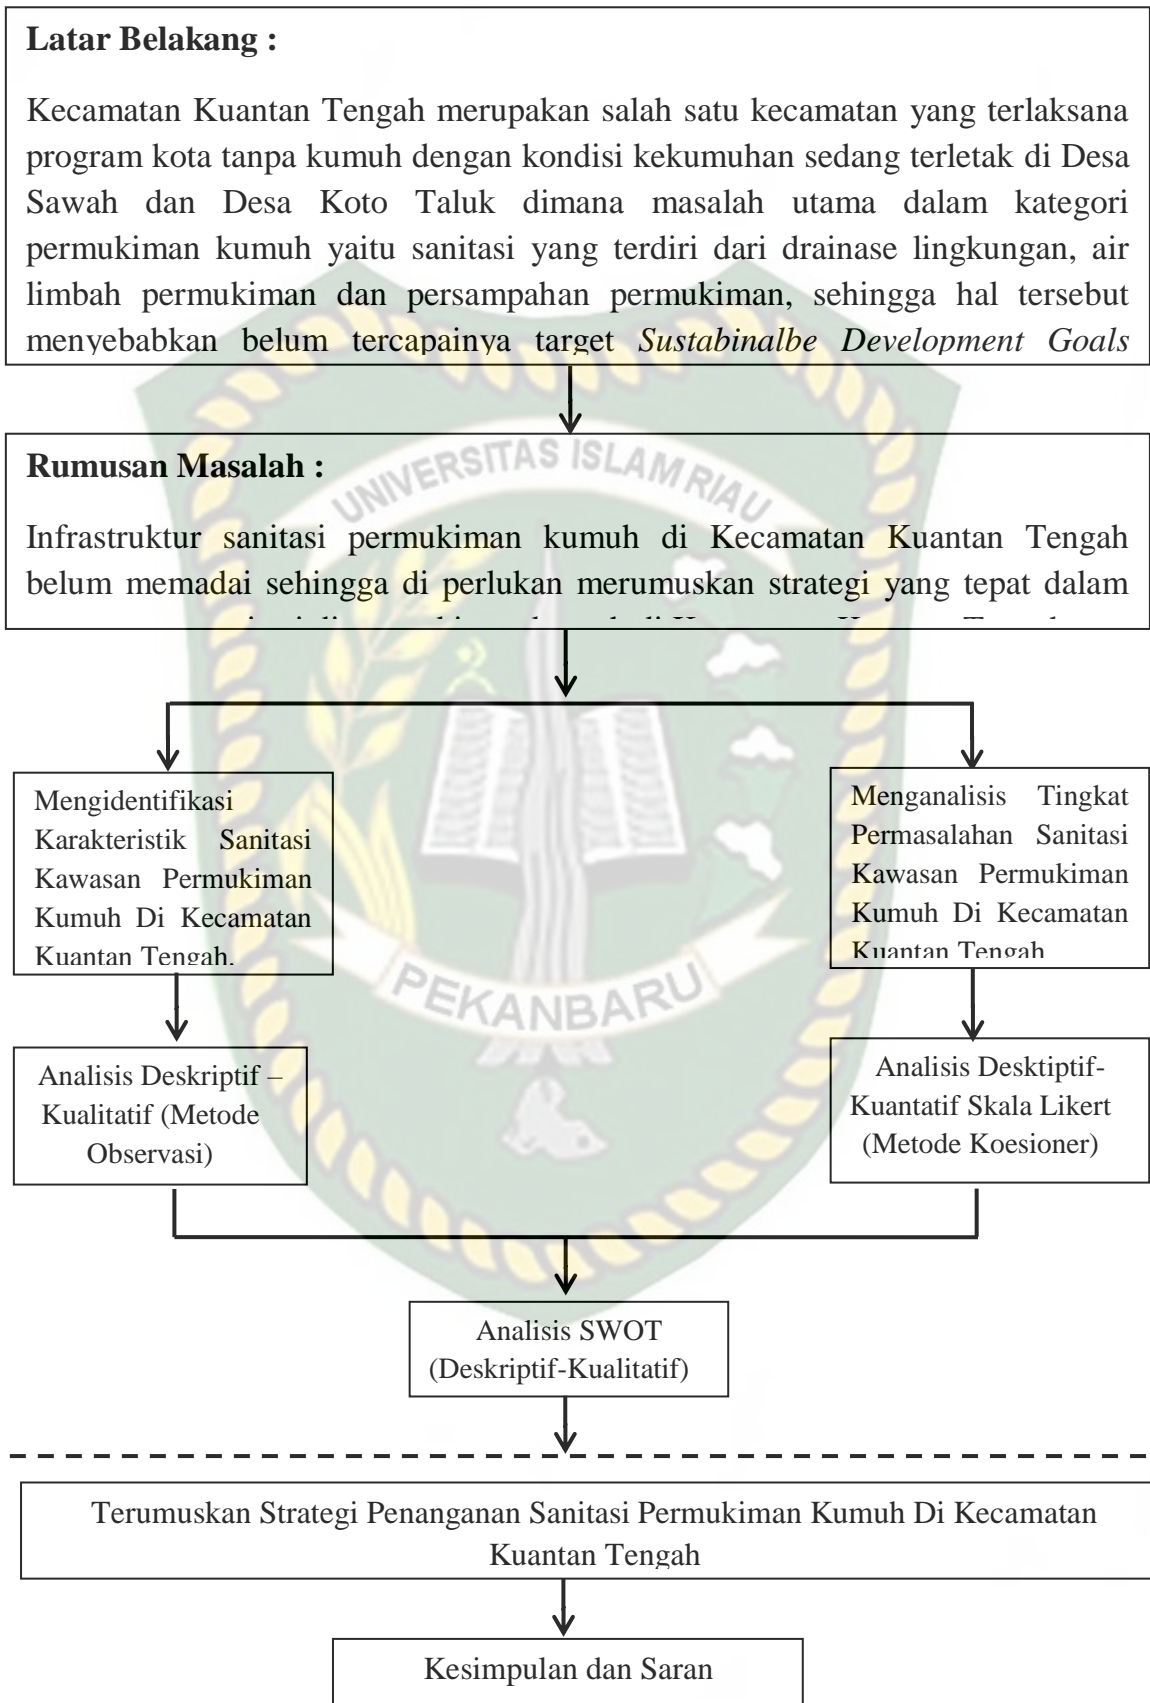 Latar Belakang :
Kecamatan Kuantan Tengah merupakan salah satu kecamatan yang terlaksana
program kota tanpa kumuh dengan kondisi kekumuhan sedang terletak di Desa
Sawah dan Desa Koto Taluk dimana masalah utama dalam kategori
permukiman kumuh yaitu sanitasi yang terdiri dari drainase lingkungan, air
limbah permukiman dan persampahan permukiman, sehingga hal tersebut
menyebabkan belum tercapainya target Sustabinalbe Development Goals
UNIVERSITAS ISLAM RIAU
Rumusan Masalah :
Infrastruktur sanitasi permukiman kumuh di Kecamatan Kuantan Tengah
belum memadai sehingga di perlukan merumuskan strategi yang tepat dalam
Mengidentifikasi
Karakteristik Sanitasi
Kawasan Permukiman
Kumuh Di Kecamatan
Kuantan Tengah.
Menganalisis Tingkat
Permasalahan Sanitasi
Kawasan Permukiman
Kumuh Di Kecamatan
Kuantan Tengah
PEKANBARU
Analisis Deskriptif –
Kualitatif (Metode
Observasi)
Analisis Desktiptif-
Kuantatif Skala Likert
(Metode Koesioner)
Analisis SWOT
(Deskriptif-Kualitatif)
Terumuskan Strategi Penanganan Sanitasi Permukiman Kumuh Di Kecamatan
Kuantan Tengah
Kesimpulan dan Saran